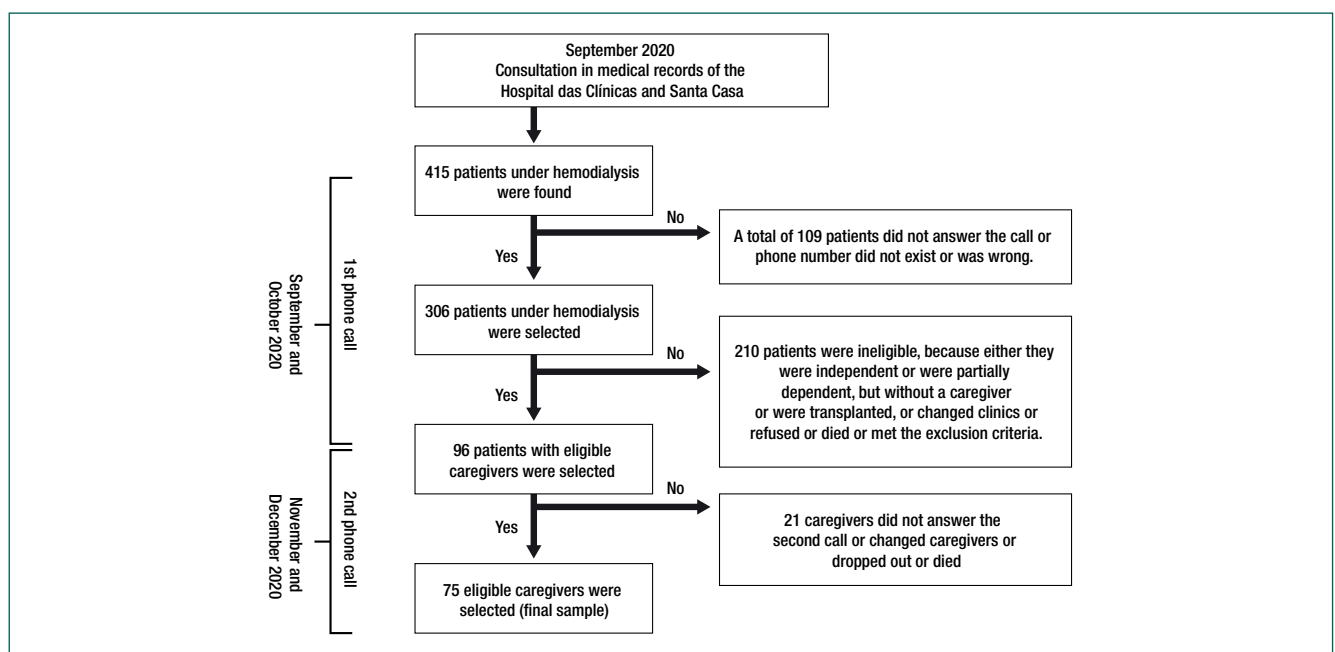 September 2020
Consultation in medical records of the
Hospital das Clínicas and Santa Casa
415 patients under hemodialysis
were found
No
A total of 109 patients did not answer the call or
phone number did not exist or was wrong.
Yes
1st phone call
September and
October 2020
306 patients under hemodialysis
were selected
No
210 patients were ineligible, because either they
were independent or were partially
dependent, but without a caregiver
or were transplanted, or changed clinics or
refused or died or met the exclusion criteria.
Yes
96 patients with eligible
caregivers were selected
No
21 caregivers did not answer the
second call or changed caregivers or
dropped out or died
Yes
2nd phone call
November and
December 2020
75 eligible caregivers were
selected (final sample)